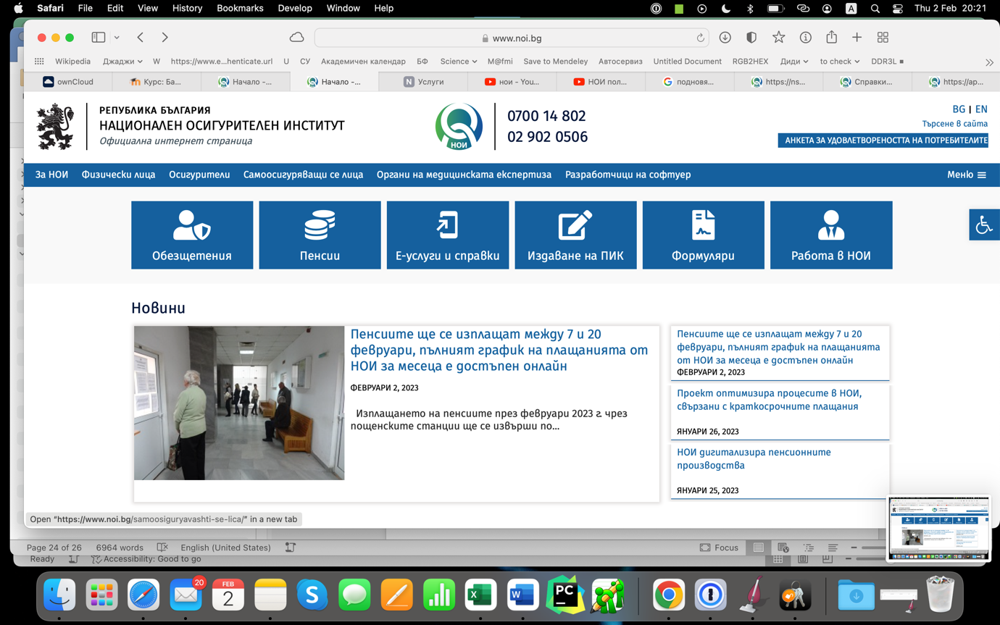 Safari File Edit View History Bookmarks Develop Window Help A Thu 2 Feb 20:21
www.noi.bg
Wikipedia Джаджи W https://www.e...henticate.url U СУ Академичен календар БФ Science M@fmi Save to Mendeley Автосервиз Untitled Document RGB2HEX Диди to check DDR3L
ownCloud Курс: Ба... Начало -... Начало -... N Услуги нои - You... НОИ пол... подновя... https://ns... Справки... https://ap...
РЕПУБЛИКА БЪЛГАРИЯ
НАЦИОНАЛЕН ОСИГУРИТЕЛЕН ИНСТИТУТ
Официална интернет страница
НОИ
0700 14 802
02 902 0506
BG | EN
Търсене в сайта
АНКЕТА ЗА УДОВЛЕТВОРЕНОСТТА НА ПОТРЕБИТЕЛИТЕ
За НОИ Физически лица Осигурители Самоосигуряващи се лица Органи на медицинската експертиза Разработчици на софтуер Меню
Обезщетения Пенсии Е-услуги и справки Издаване на ПИК Формуляри Работа в НОИ
Новини
Пенсиите ще се изплащат между 7 и 20
февруари, пълният график на плащанията от
НОИ за месеца е достъпен онлайн
ФЕВРУАРИ 2, 2023
Изплащането на пенсиите през февруари 2023 г. чрез
пощенските станции ще се извърши по...
Пенсиите ще се изплащат между 7 и 20
февруари, пълният график на плащанията
от НОИ за месеца е достъпен онлайн
ФЕВРУАРИ 2, 2023
Проект оптимизира процесите в НОИ,
свързани с краткосрочните плащания
ЯНУАРИ 26, 2023
НОИ дигитализира пенсионните
производства
ЯНУАРИ 25, 2023
Open “https://www.noi.bg/samoosiguryavashti-se-lica/” in a new tab
Page 24 of 26 6964 words English (United States) Focus
Ready Accessibility: Good to go
20
FEB
2
S
X
W
PC